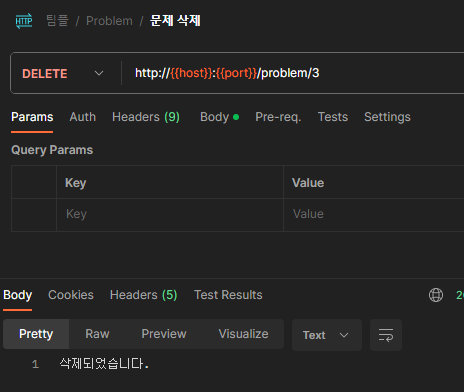 HTTP 팀플 / Problem / 문제 삭제
DELETE http://{{host}}:{{port}}/problem/3
Params Auth Headers (9) Body Pre-req. Tests Settings
Query Params
Key Value
Key Value
Body Cookies Headers (5) Test Results
Pretty Raw Preview Visualize Text
1 삭제되었습니다.